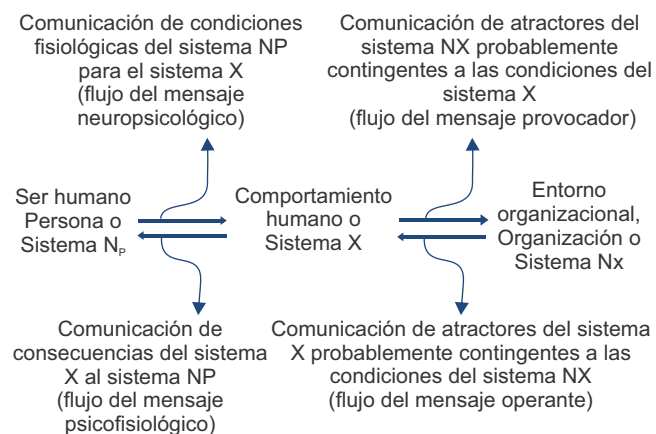 Comunicación de condiciones
fisiológicas del sistema NP
para el sistema X
(flujo del mensaje
neuropsicológico)
Comunicación de atractores del
sistema NX probablemente
contingentes a las condiciones del
sistema X
(flujo del mensaje provocador)
Ser humano
Persona o
Sistema Nₚ
Comportamiento
humano o
Sistema X
Entorno
organizacional,
Organización o
Sistema Nx
Comunicación de
consecuencias del sistema
X al sistema NP
(flujo del mensaje
psicofisiológico)
Comunicación de atractores del sistema
X probablemente contingentes a las
condiciones del sistema NX
(flujo del mensaje operante)